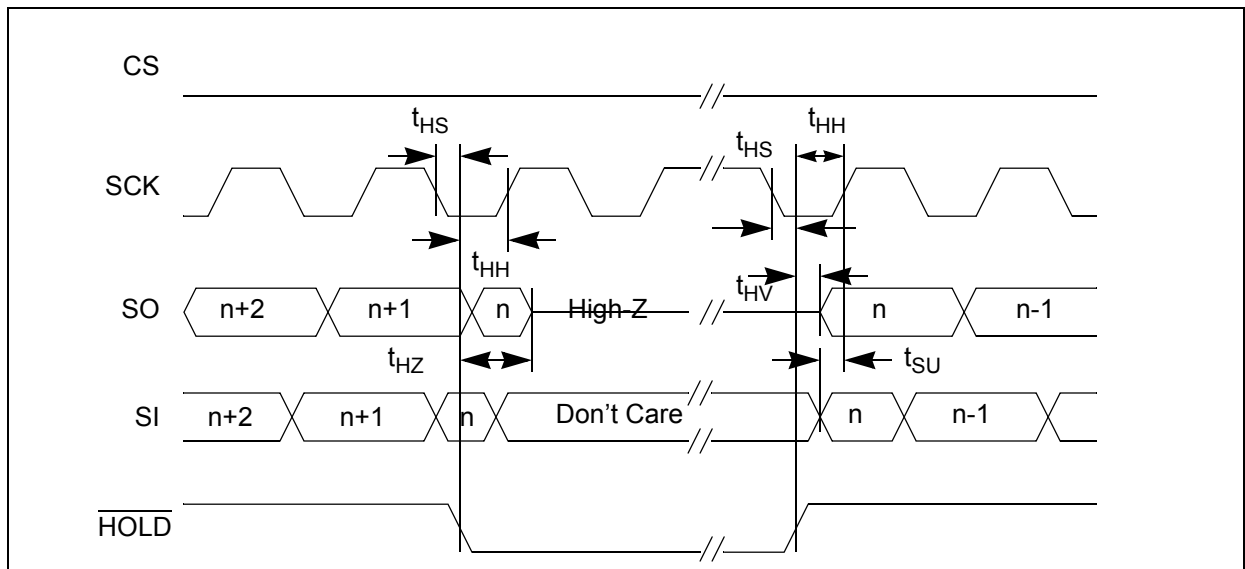 CS
tHS
tHH
tHS
SCK
tHH
tHV
SO
n+2
n+1
n
High-Z
n
n-1
tHZ
tSU
SI
n+2
n+1
n
Don't Care
n
n-1
HOLD